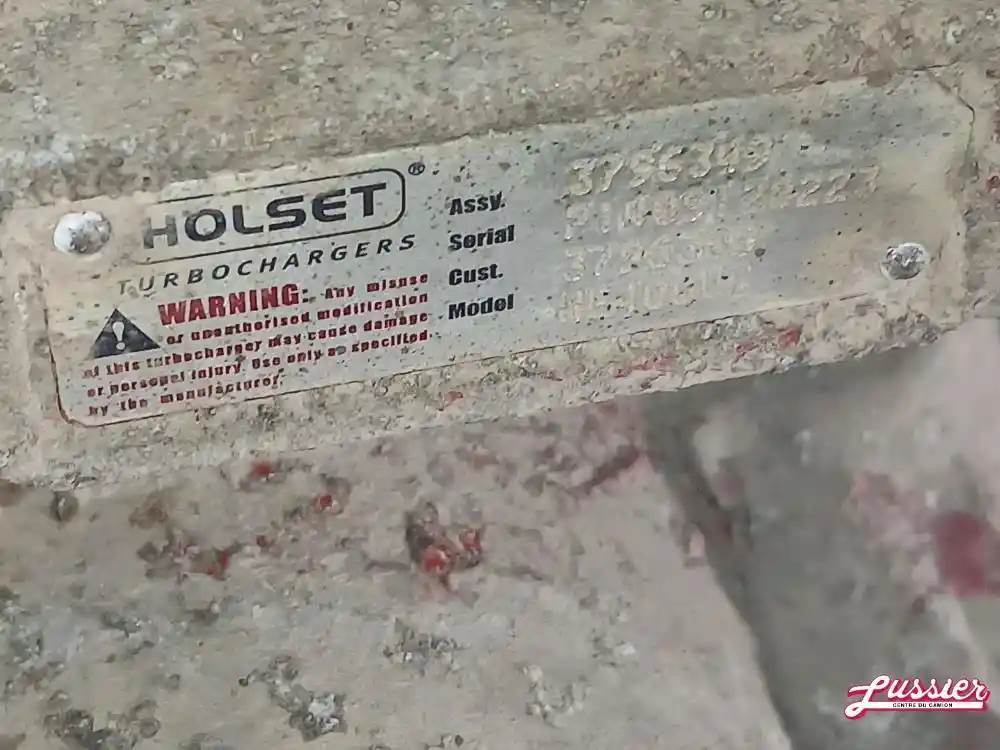 HOLSET®
TURBOCHARGERS
WARNING: Any misuse
or unauthorised modification
of this turbocharger may cause damage
or personal injury. Use only as specified
by the manufacturer.
Assy.
Serial
Cust.
Model
Lussier
CENTRE DU CAMION